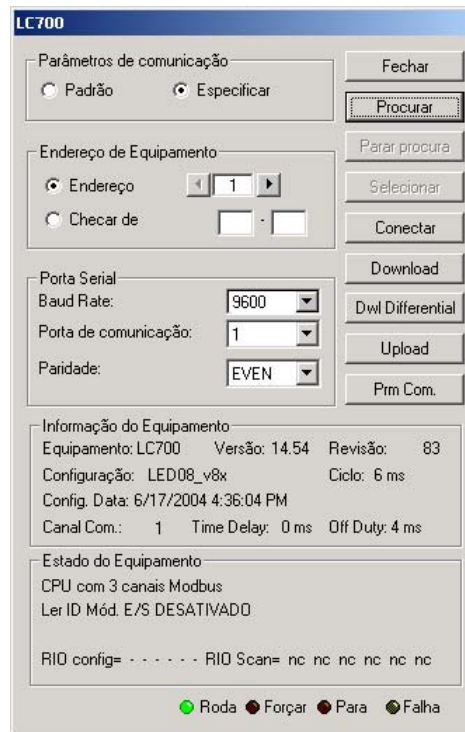 LC700
Parâmetros de comunicação
Padrão Especificar
Fechar
Procurar
Parar procura
Selecionar
Conectar
Download
Dwl Differential
Upload
Prm Com.
Endereço de Equipamento
Endereço 1
Checar de -
Porta Serial
Baud Rate: 9600
Porta de comunicação: 1
Paridade: EVEN
Informação do Equipamento
Equipamento: LC700 Versão: 14.54 Revisão: 83
Configuração: LED08_v8x Ciclo: 6 ms
Config. Data: 6/17/2004 4:36:04 PM
Canal Com.: 1 Time Delay: 0 ms Off Duty: 4 ms
Estado do Equipamento
CPU com 3 canais Modbus
Ler ID Mód. E/S DESATIVADO
RIO config= - - - - - - RIO Scan= nc nc nc nc nc nc
Roda Forçar Para Falha